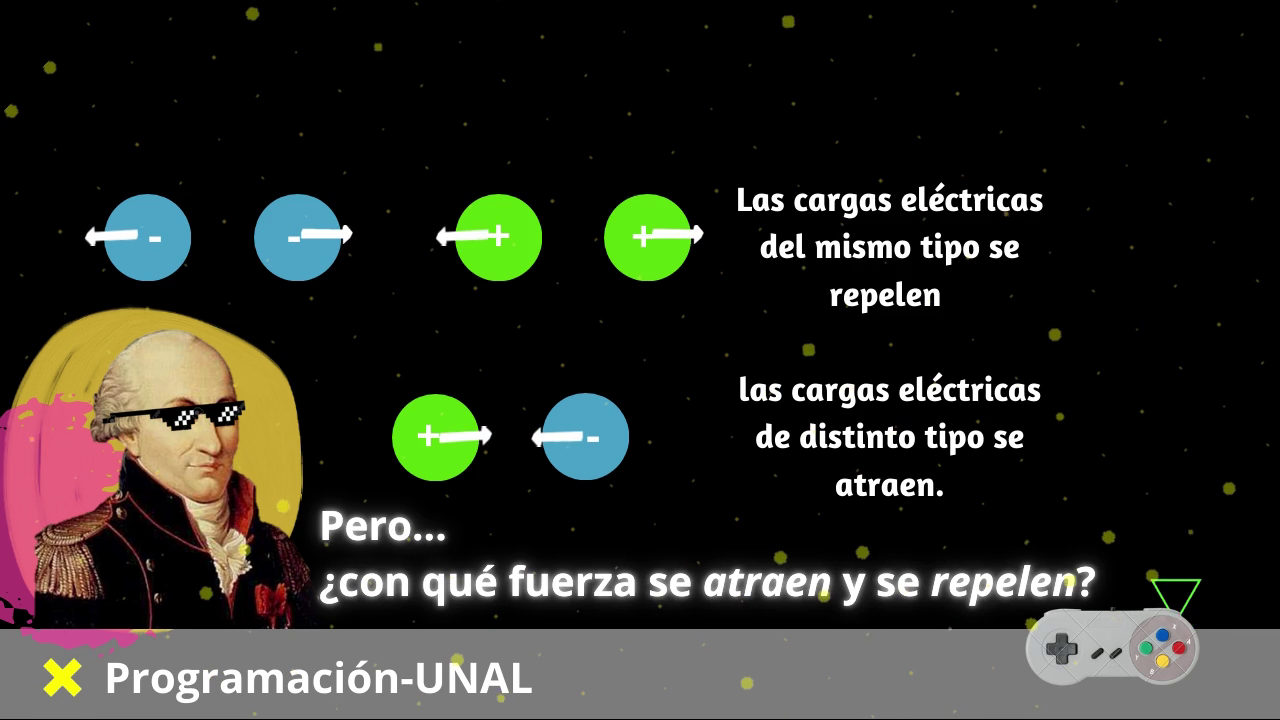 - - + +
Las cargas eléctricas
del mismo tipo se
repelen
+ -
las cargas eléctricas
de distinto tipo se
atraen.
Pero...
¿con qué fuerza se atraen y se repelen?
Programación-UNAL